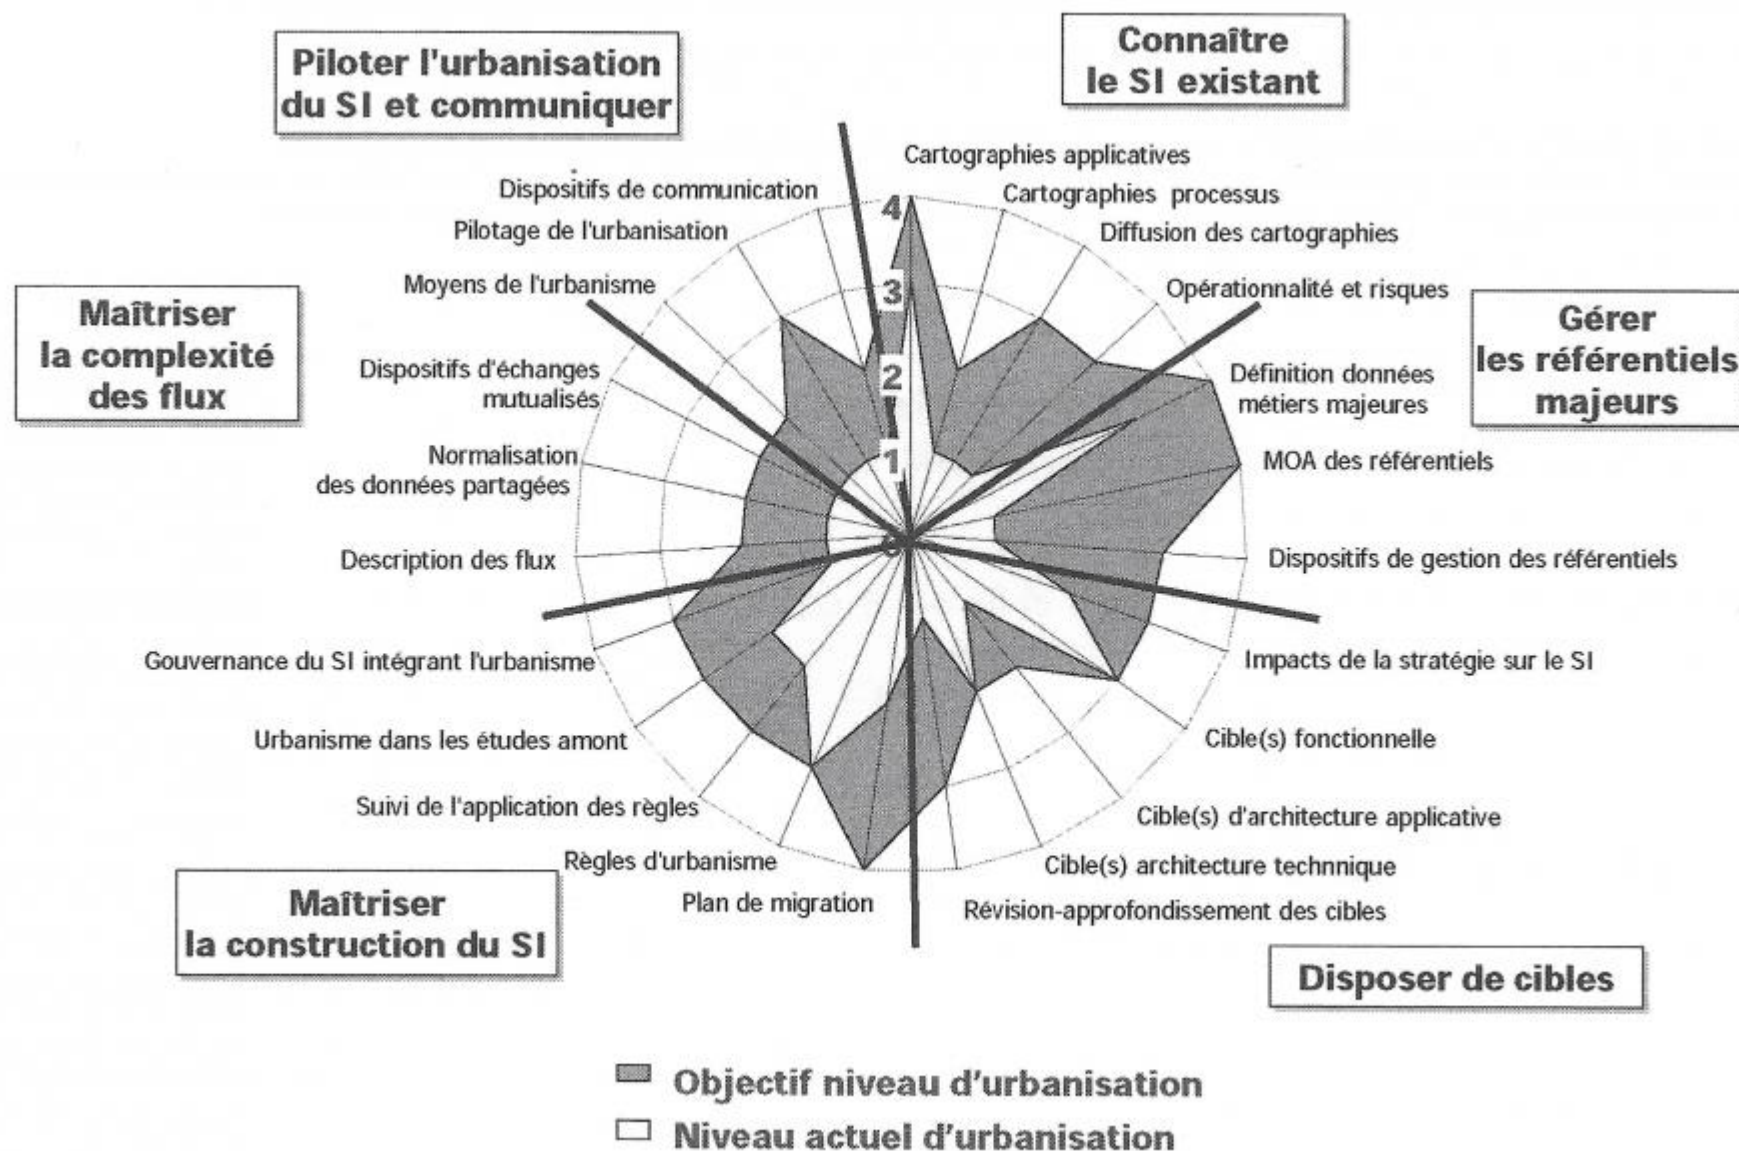 Piloter l'urbanisation
du SI et communiquer
Connaître
le SI existant
Cartographies applicatives
Cartographies processus
Dispositifs de communication
Pilotage de l'urbanisation
Diffusion des cartographies
Moyens de l'urbanisme
Opérationnalité et risques
Maîtriser
la complexité
des flux
Gérer
les référentiels
majeurs
Dispositifs d'échanges
mutualisés
Définition données
métiers majeures
Normalisation
des données partagées
MOA des référentiels
Description des flux
Dispositifs de gestion des référentiels
4
3
2
1
0
Gouvernance du SI intégrant l'urbanisme
Impacts de la stratégie sur le SI
Urbanisme dans les études amont
Cible(s) fonctionnelle
Suivi de l'application des règles
Cible(s) d'architecture applicative
Règles d'urbanisme
Cible(s) architecture technnique
Plan de migration
Révision-approfondissement des cibles
Maîtriser
la construction du SI
Disposer de cibles
Objectif niveau d'urbanisation
Niveau actuel d'urbanisation